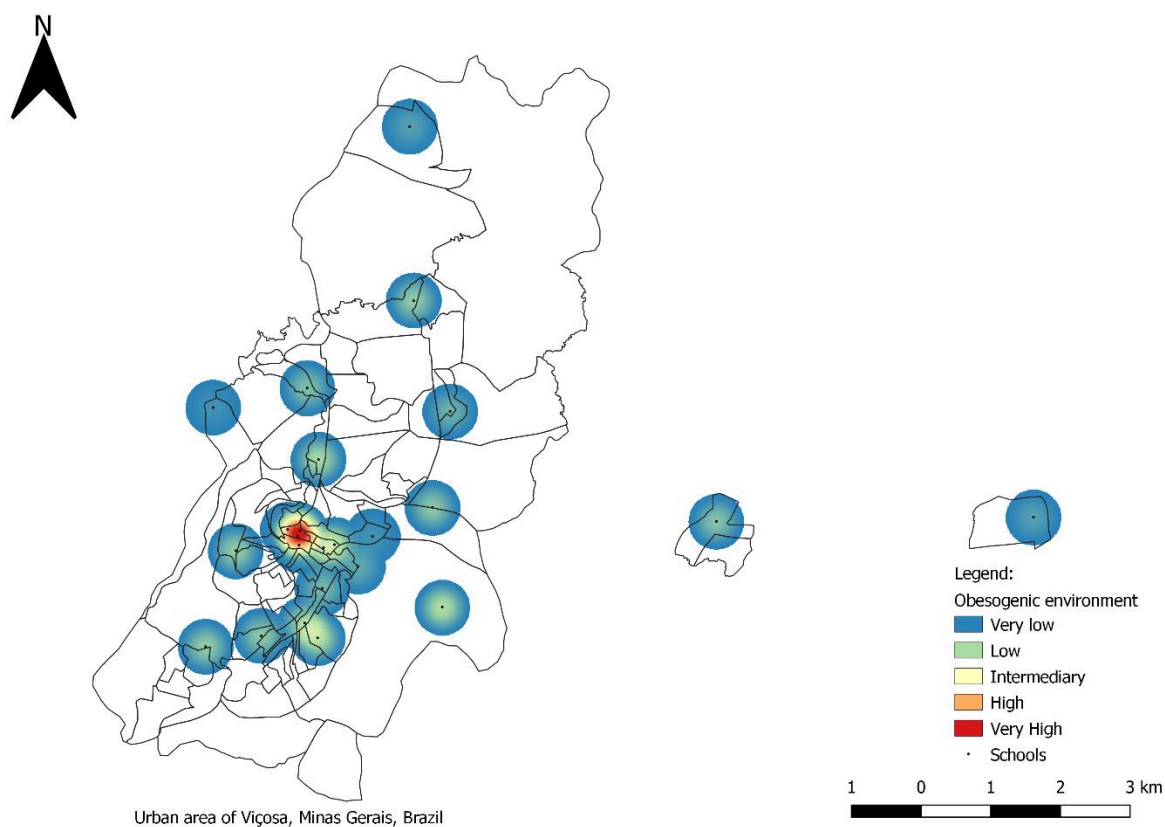 N
Legend:
Obesogenic environment
Very low
Low
Intermediary
High
Very High
Schools
1 0 1 2 3 km
Urban area of Viçosa, Minas Gerais, Brazil